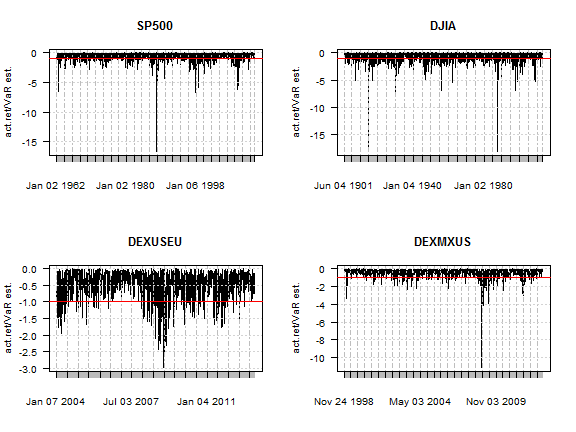 SP500
DJIA
act.ret/VaR est.
0
-5
-10
-15
Jan 02 1962 Jan 02 1980 Jan 06 1998
act.ret/VaR est.
0
-5
-10
-15
Jun 04 1901 Jan 04 1940 Jan 02 1980
DEXUSEU
DEXMXUS
act.ret/VaR est.
0.0
-0.5
-1.0
-1.5
-2.0
-2.5
-3.0
Jan 07 2004 Jul 03 2007 Jan 04 2011
act.ret/VaR est.
0
-2
-4
-6
-8
-10
Nov 24 1998 May 03 2004 Nov 03 2009